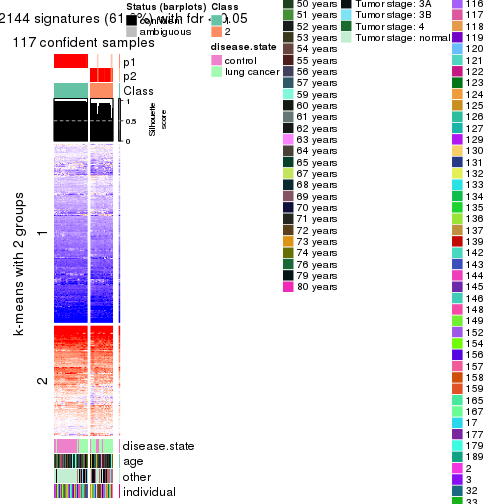 2144 signatures (61.9%) with fdr < 0.05
117 confident samples
p1
p2
Class
1
0.5
0
Silhouette
score
k-means with 2 groups
1
2
disease.state
age
other
individual
Status (barplots)
confident
ambiguous
Class
1
2
disease.state
control
lung cancer
50 years
51 years
52 years
53 years
54 years
55 years
56 years
57 years
59 years
60 years
61 years
62 years
63 years
64 years
65 years
67 years
68 years
69 years
70 years
71 years
72 years
73 years
74 years
76 years
79 years
80 years
Tumor stage: 3A
Tumor stage: 3B
Tumor stage: 4
Tumor stage: normal
116
117
118
119
120
121
122
123
124
125
126
127
129
130
131
132
133
134
135
136
137
139
142
143
144
145
146
148
149
152
154
156
157
158
159
165
167
17
177
179
189
2
3
32
33